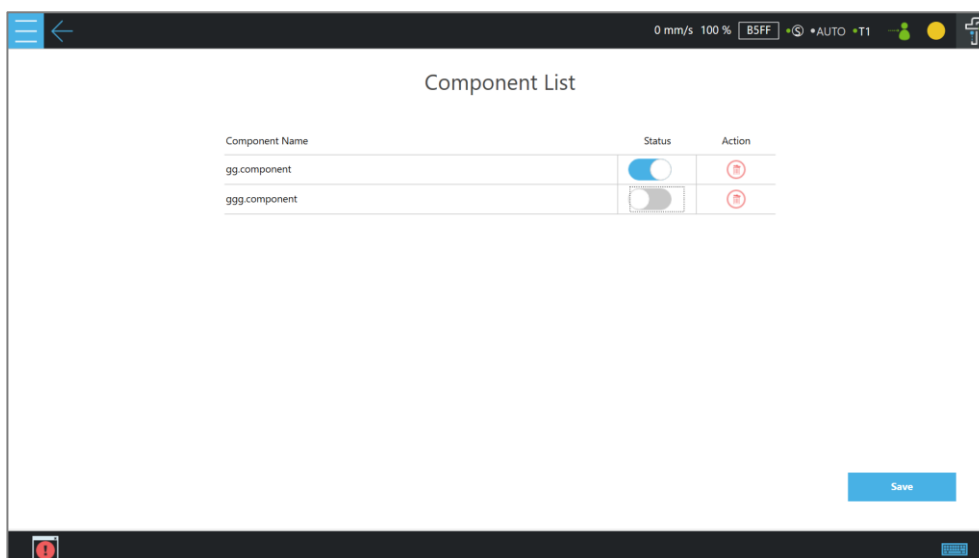 0 mm/s 100 % B5FF •Ⓢ •AUTO •T1
Component List
Component Name Status Action
gg.component
ggg.component
Save